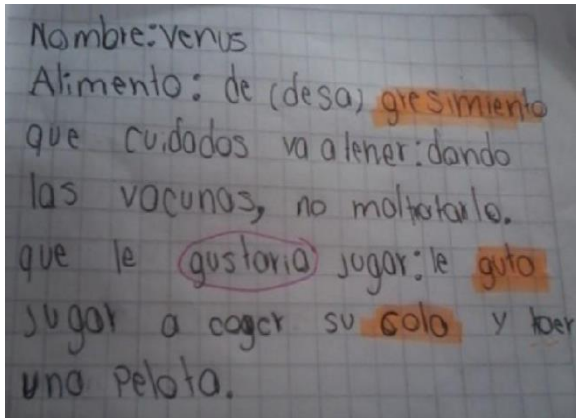 Nombre: Venus
Alimento: de (desa) gresimiento
que cuidados va a tener: dando
las vacunas, no moltratarlo.
que le gustaria jugar: le guto
jugar a coger su cola y toer
una pelota.